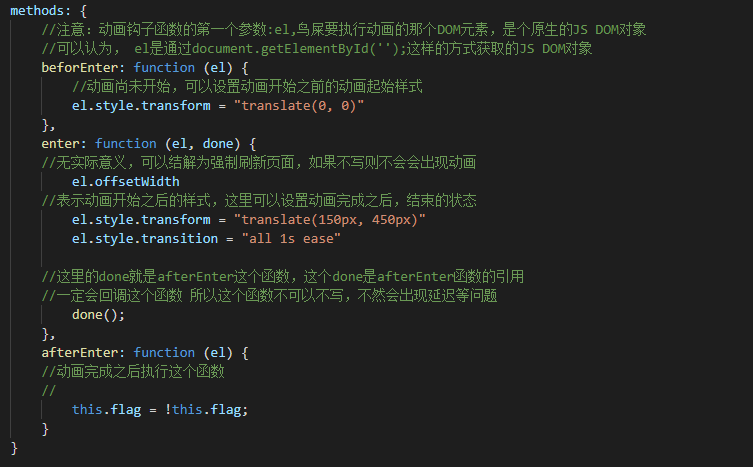 methods: {
//注意：动画钩子函数的第一个参数:el,鸟屎要执行动画的那个DOM元素，是个原生的JS DOM对象
//可以认为， el是通过document.getElementById('');这样的方式获取的JS DOM对象
beforEnter: function (el) {
//动画尚未开始，可以设置动画开始之前的动画起始样式
el.style.transform = "translate(0, 0)"
},
enter: function (el, done) {
//无实际意义，可以结解为强制刷新页面，如果不写则不会会出现动画
el.offsetWidth
//表示动画开始之后的样式，这里可以设置动画完成之后，结束的状态
el.style.transform = "translate(150px, 450px)"
el.style.transition = "all 1s ease"
//这里的done就是afterEnter这个函数，这个done是afterEnter函数的引用
//一定会回调这个函数 所以这个函数不可以不写，不然会出现延迟等问题
done();
},
afterEnter: function (el) {
//动画完成之后执行这个函数
//
this.flag = !this.flag;
}
}